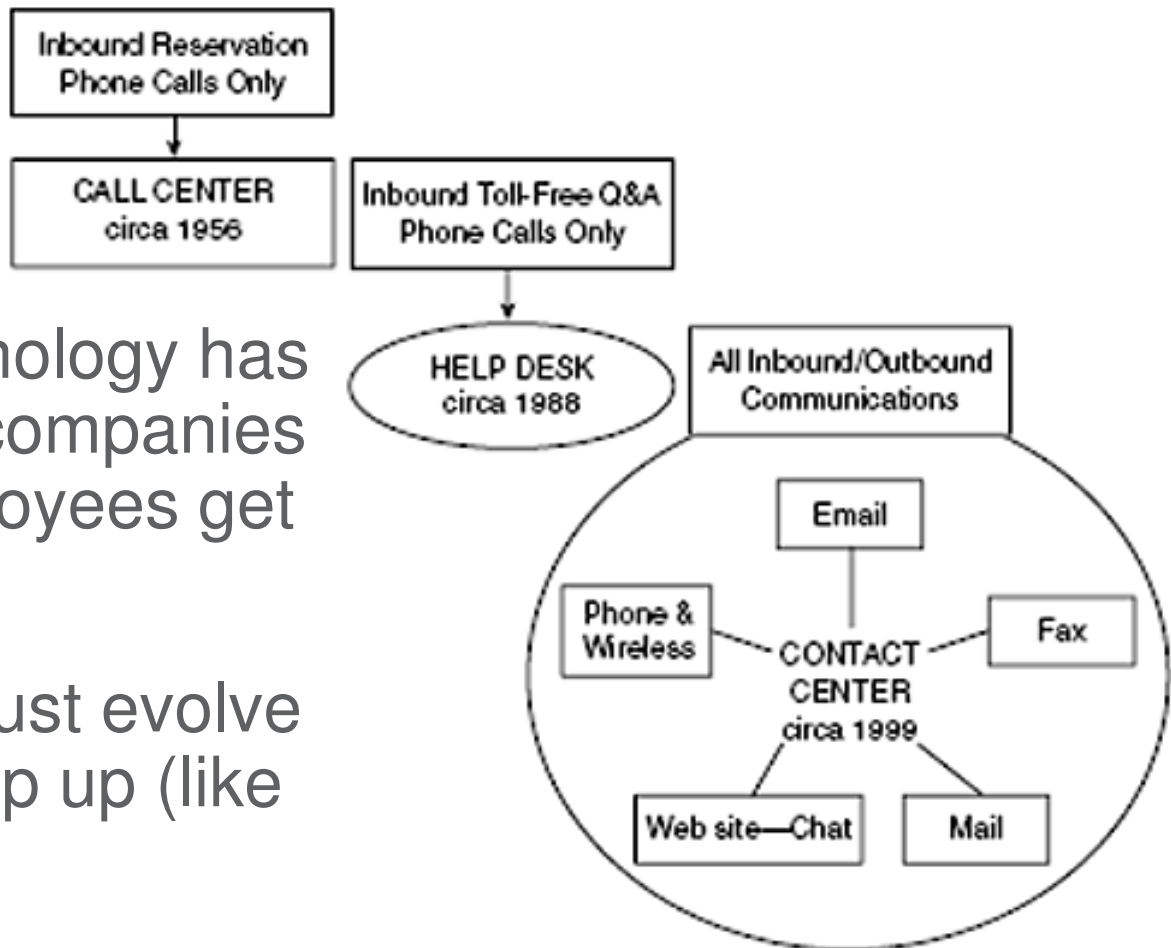 Inbound Reservation
Phone Calls Only
CALL CENTER
circa 1956
Inbound Toll-Free Q&A
Phone Calls Only
HELP DESK
circa 1988
nology has
companies
oyees get
ust evolve
p up (like
All Inbound/Outbound
Communications
Email
Phone &
Wireless
Fax
CONTACT
CENTER
circa 1999
Web site—Chat
Mail